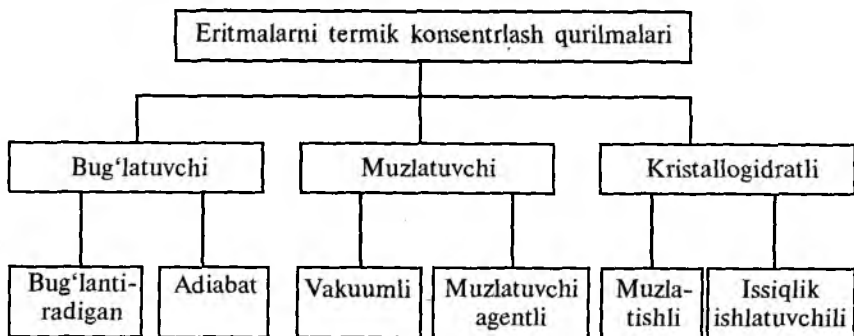 Eritmalarni termik konsentrlash qurilmalari
Bug‘latuvchi
Muzlatuvchi
Kristallogidratli
Bug‘lanti-
radigan
Adiabat
Vakuumli
Muzlatuvchi
agentli
Muzla-
tishli
Issiqlik
ishlatuvchili